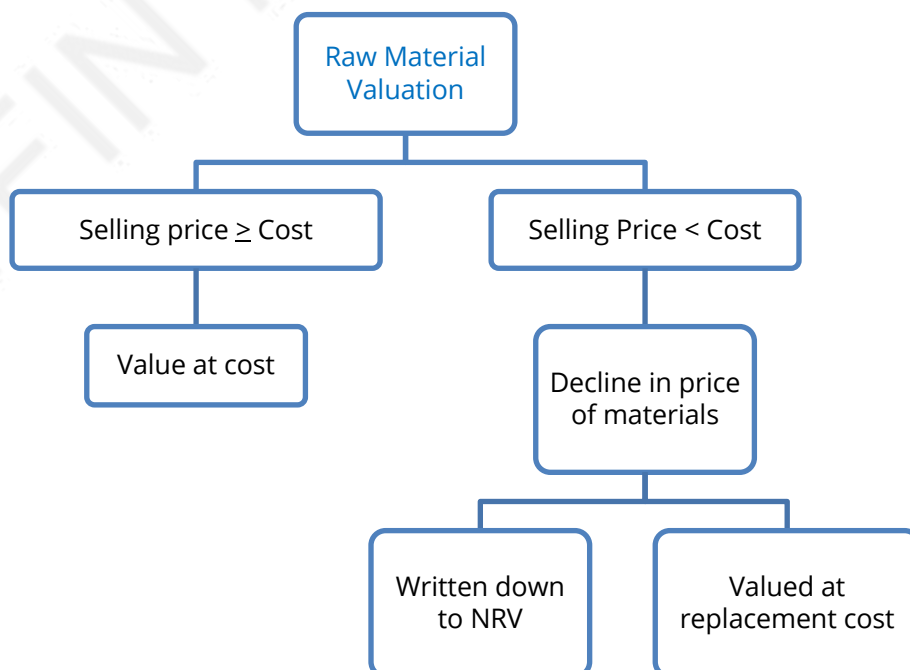 Raw Material
Valuation
Selling price ≥ Cost
Selling Price < Cost
Value at cost
Decline in price
of materials
Written down
to NRV
Valued at
replacement cost